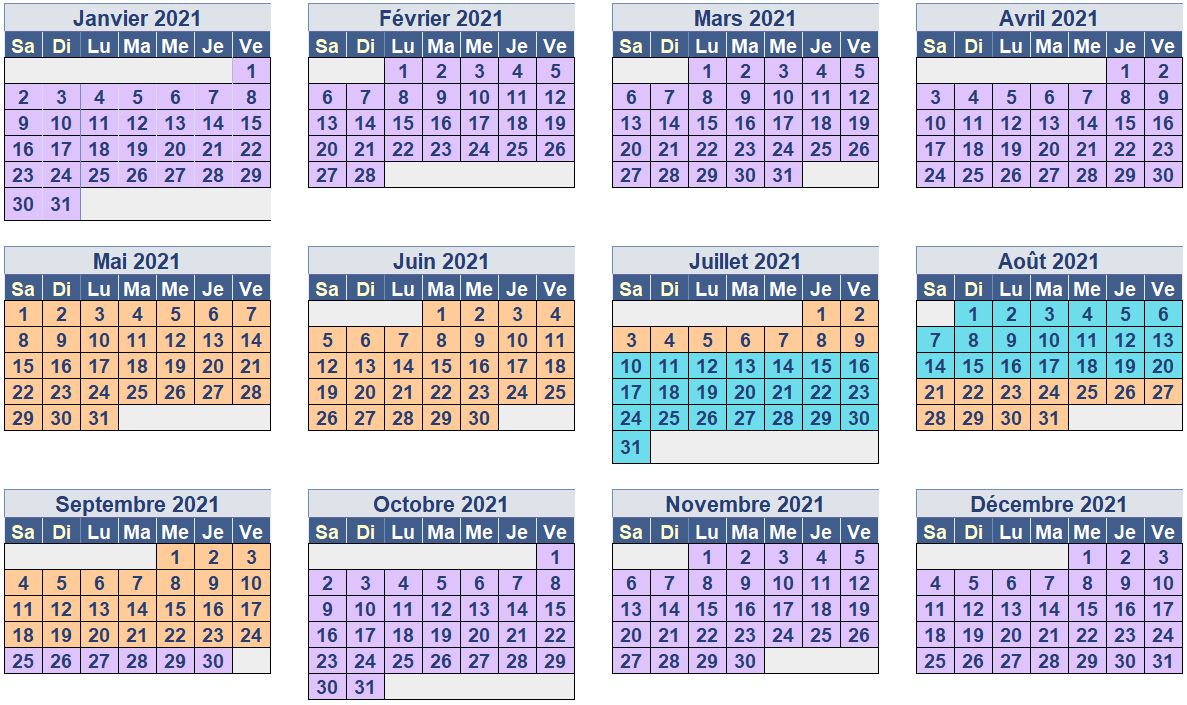 Janvier 2021 Février 2021 Mars 2021 Avril 2021
Sa Di Lu Ma Me Je Ve Sa Di Lu Ma Me Je Ve Sa Di Lu Ma Me Je Ve Sa Di Lu Ma Me Je Ve
1 1 2 3 4 5 1 2 3 4 5 1 2
2 3 4 5 6 7 8 6 7 8 9 10 11 12 6 7 8 9 10 11 12 3 4 5 6 7 8 9
9 10 11 12 13 14 15 13 14 15 16 17 18 19 13 14 15 16 17 18 19 10 11 12 13 14 15 16
16 17 18 19 20 21 22 20 21 22 23 24 25 26 20 21 22 23 24 25 26 17 18 19 20 21 22 23
23 24 25 26 27 28 29 27 28 27 28 29 30 31 24 25 26 27 28 29 30
30 31
Mai 2021 Juin 2021 Juillet 2021 Août 2021
Sa Di Lu Ma Me Je Ve Sa Di Lu Ma Me Je Ve Sa Di Lu Ma Me Je Ve Sa Di Lu Ma Me Je Ve
1 2 3 4 5 6 7 1 2 3 4 1 2 1 2 3 4 5 6
8 9 10 11 12 13 14 5 6 7 8 9 10 11 3 4 5 6 7 8 9 7 8 9 10 11 12 13
15 16 17 18 19 20 21 12 13 14 15 16 17 18 10 11 12 13 14 15 16 14 15 16 17 18 19 20
22 23 24 25 26 27 28 19 20 21 22 23 24 25 17 18 19 20 21 22 23 21 22 23 24 25 26 27
29 30 31 26 27 28 29 30 24 25 26 27 28 29 30 28 29 30 31
31
Septembre 2021 Octobre 2021 Novembre 2021 Décembre 2021
Sa Di Lu Ma Me Je Ve Sa Di Lu Ma Me Je Ve Sa Di Lu Ma Me Je Ve Sa Di Lu Ma Me Je Ve
1 2 3 1 1 2 3 4 5 1 2 3
4 5 6 7 8 9 10 2 3 4 5 6 7 8 6 7 8 9 10 11 12 4 5 6 7 8 9 10
11 12 13 14 15 16 17 9 10 11 12 13 14 15 13 14 15 16 17 18 19 11 12 13 14 15 16 17
18 19 20 21 22 23 24 16 17 18 19 20 21 22 20 21 22 23 24 25 26 18 19 20 21 22 23 24
25 26 27 28 29 30 23 24 25 26 27 28 29 27 28 29 30 25 26 27 28 29 30 31
30 31